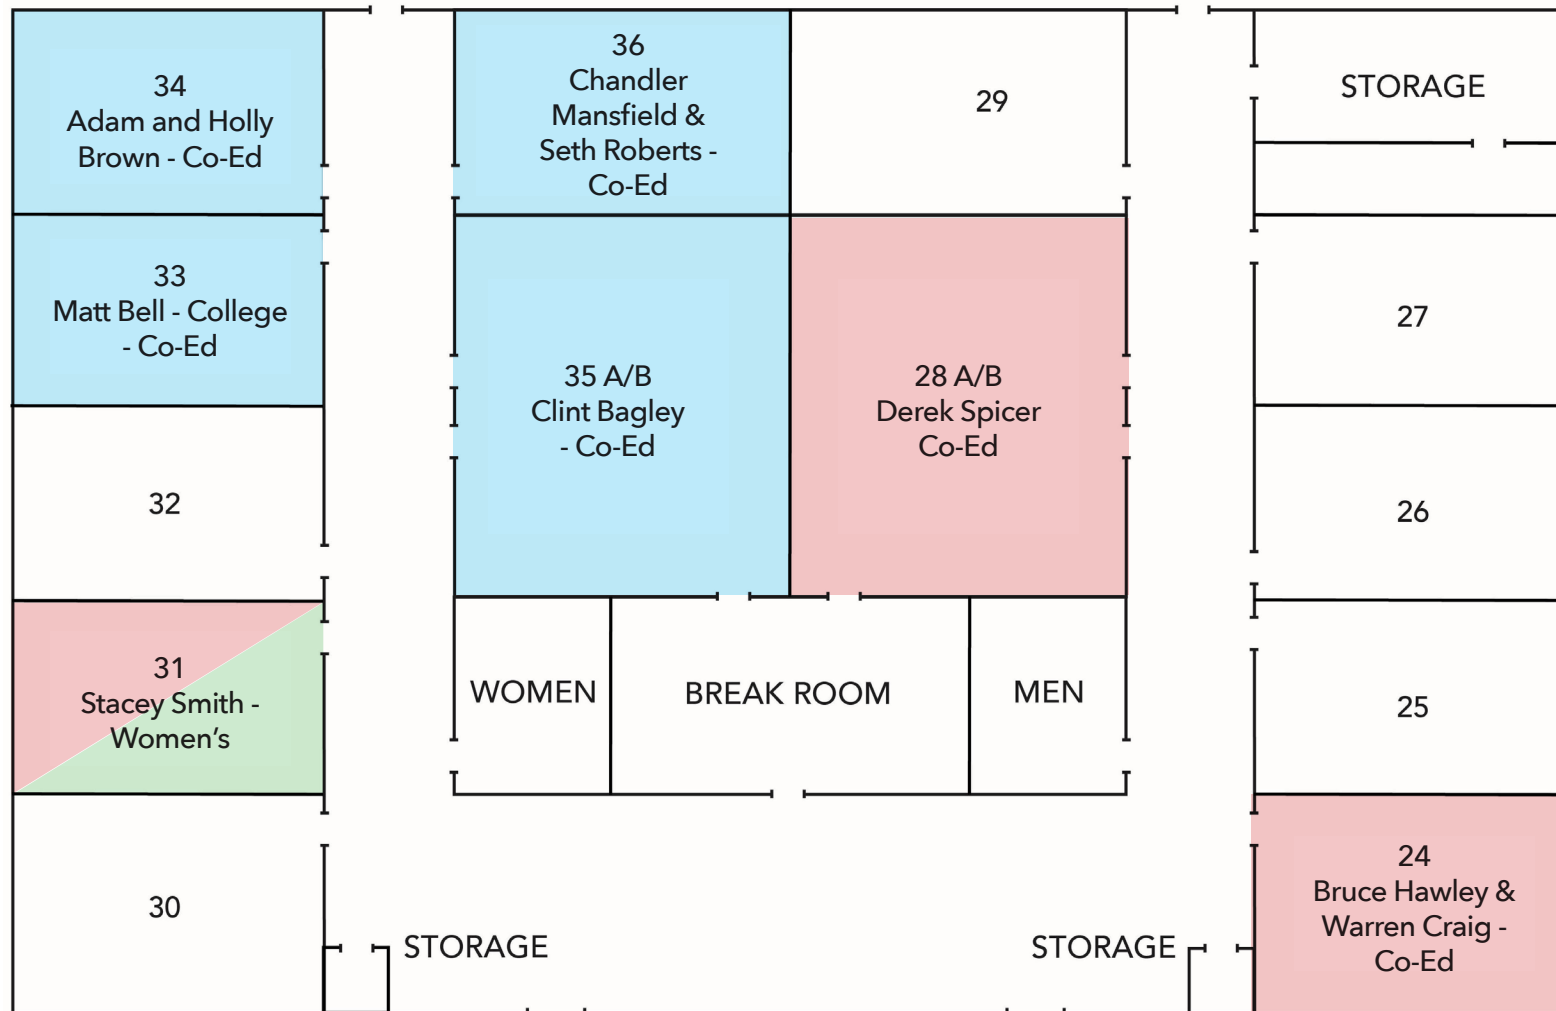 34
Adam and Holly
Brown - Co-Ed
36
Chandler
Mansfield &
Seth Roberts -
Co-Ed
29
STORAGE
33
Matt Bell - College
- Co-Ed
35 A/B
Clint Bagley
- Co-Ed
28 A/B
Derek Spicer
Co-Ed
27
32
26
31
Stacey Smith -
Women's
WOMEN
BREAK ROOM
MEN
25
30
STORAGE
STORAGE
24
Bruce Hawley &
Warren Craig -
Co-Ed